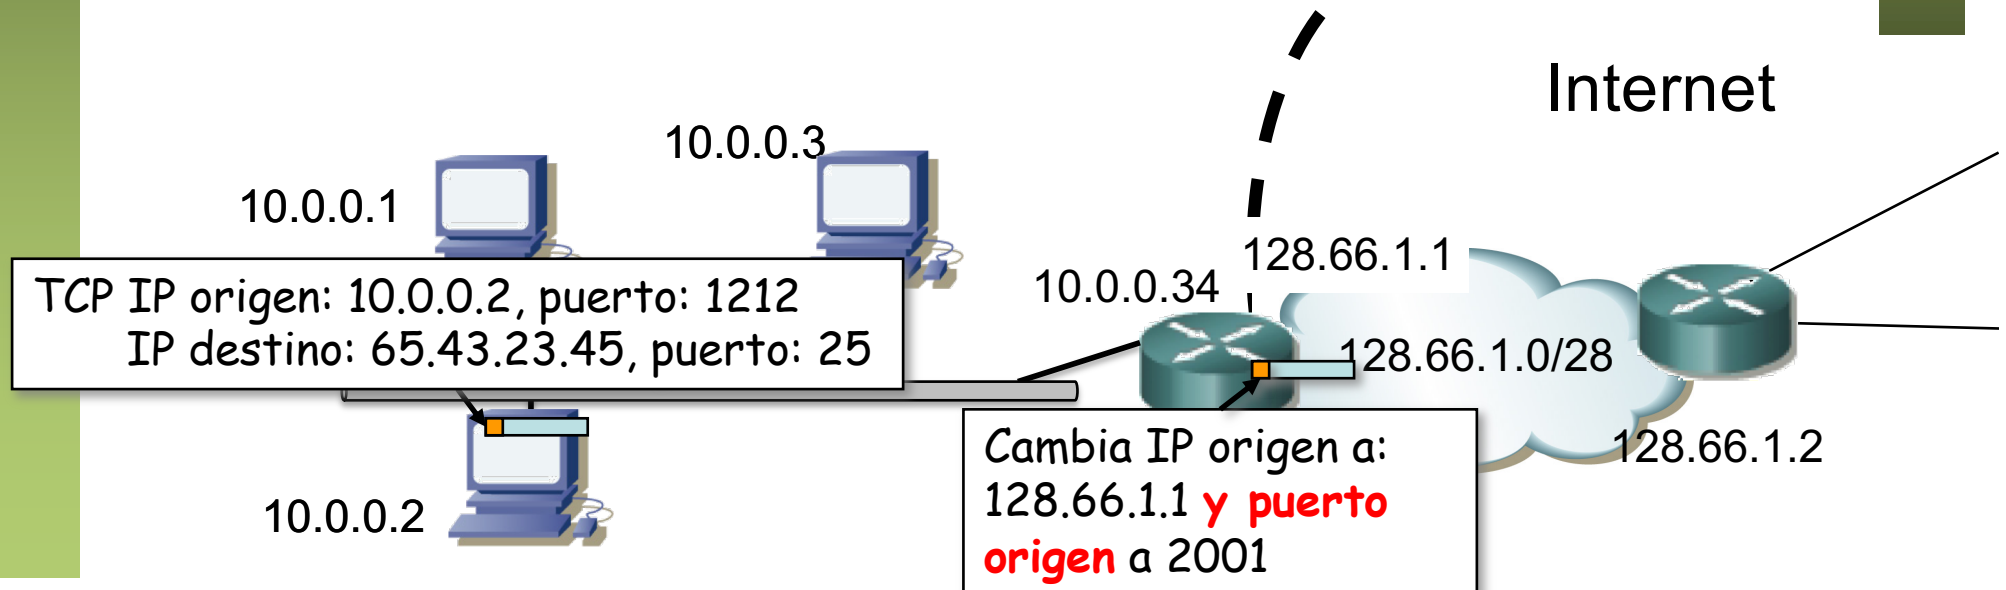 Internet
10.0.0.3
10.0.0.1
128.66.1.1
10.0.0.34
TCP IP origen: 10.0.0.2, puerto: 1212
IP destino: 65.43.23.45, puerto: 25
128.66.1.0/28
128.66.1.2
Cambia IP origen a:
128.66.1.1 y puerto
origen a 2001
10.0.0.2